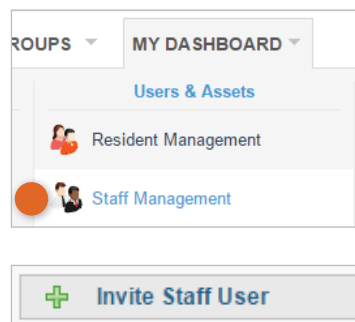 ROUPS MY DASHBOARD
Users & Assets
Resident Management
Staff Management
Invite Staff User